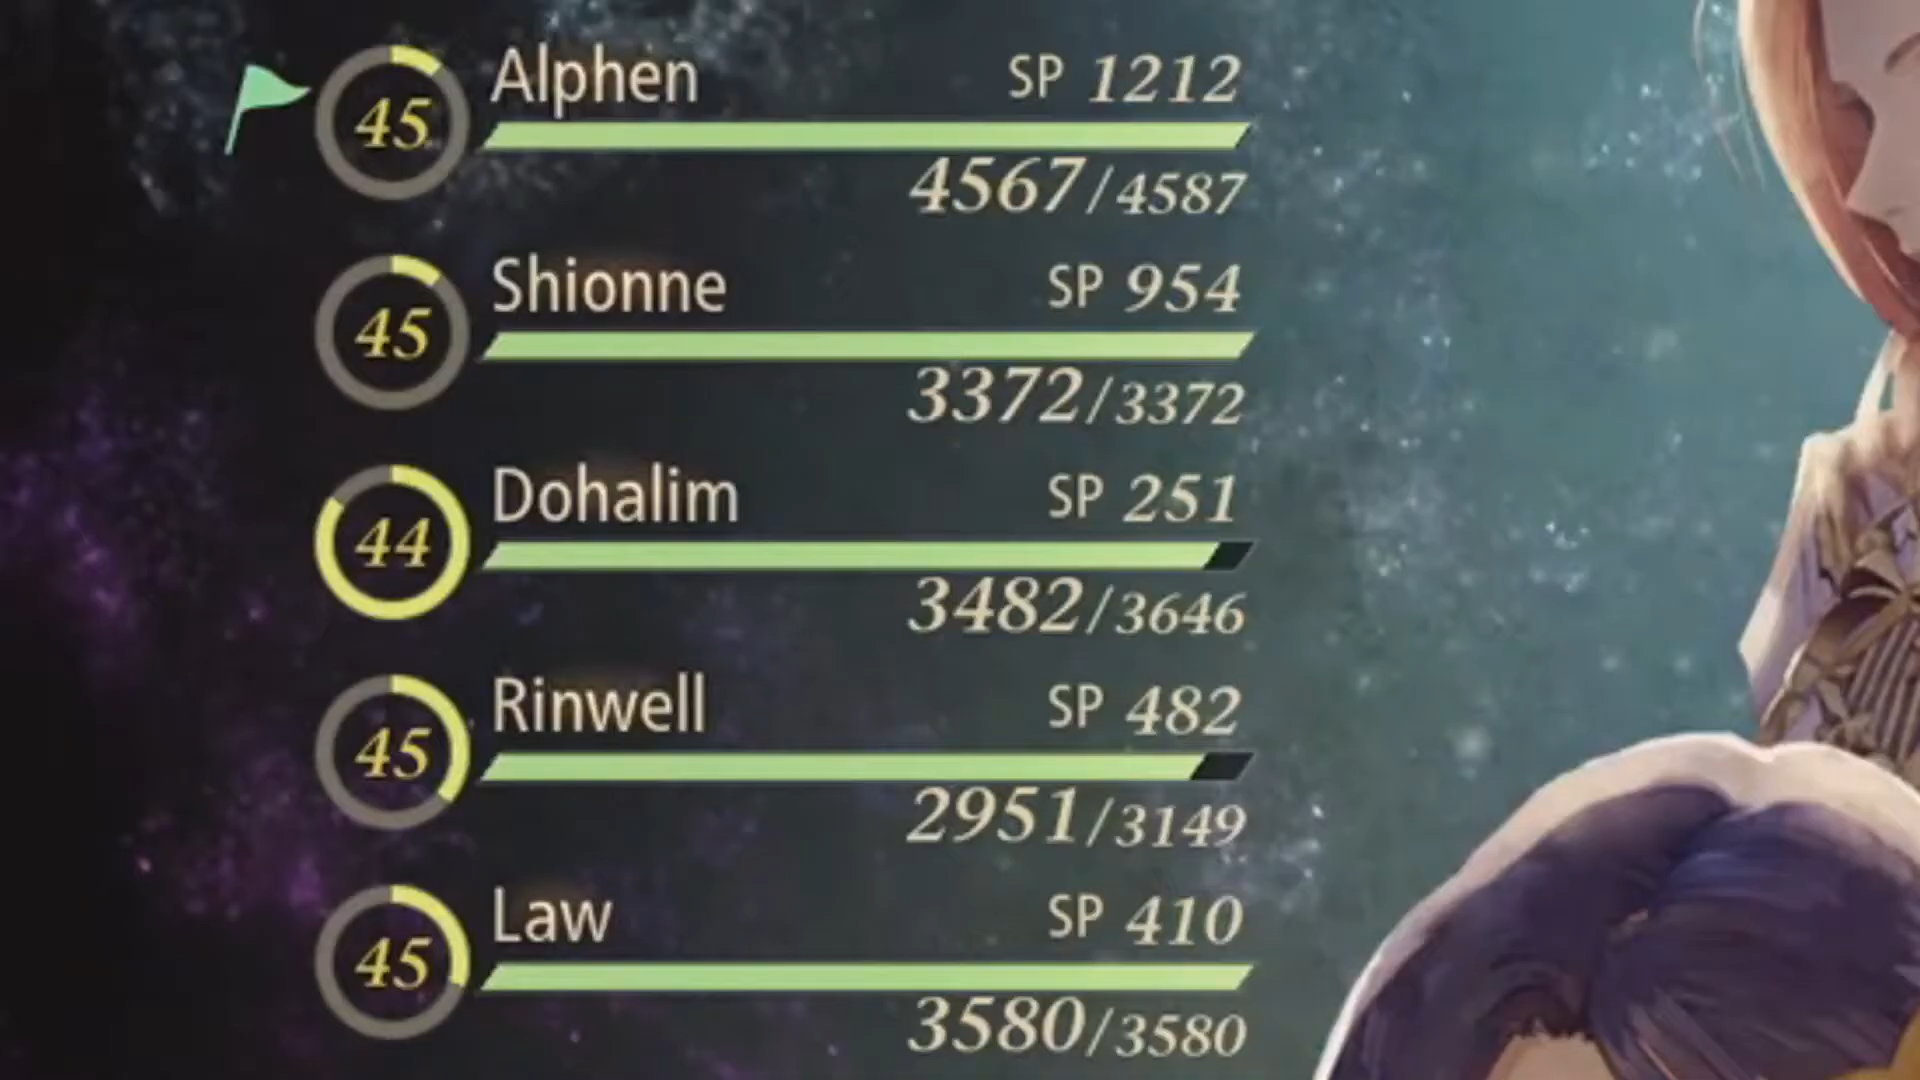 45 Alphen SP 1212
4567/4587
45 Shionne SP 954
3372/3372
44 Dohalim SP 251
3482/3646
45 Rinwell SP 482
2951/3149
45 Law SP 410
3580/3580